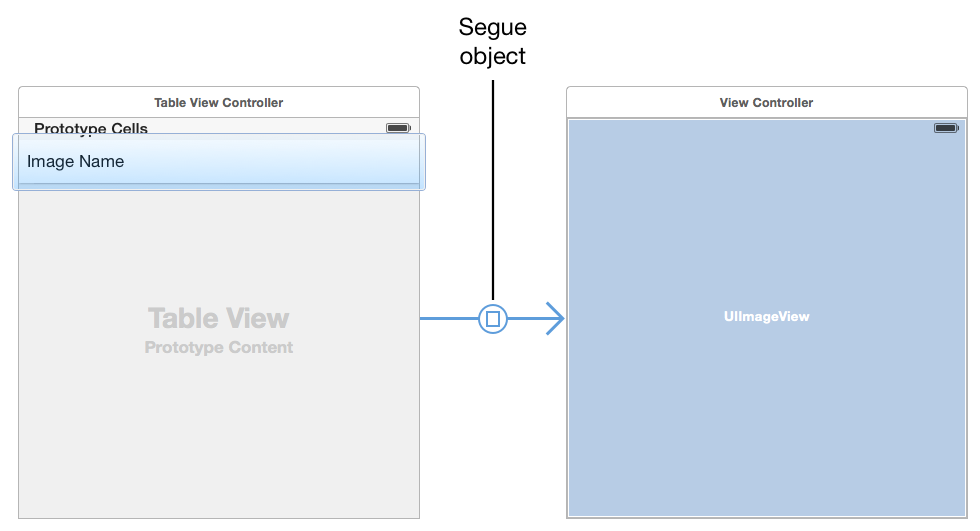 Segue
object
Table View Controller
View Controller
Prototype Cells
Image Name
Table View
Prototype Content
UIImageView